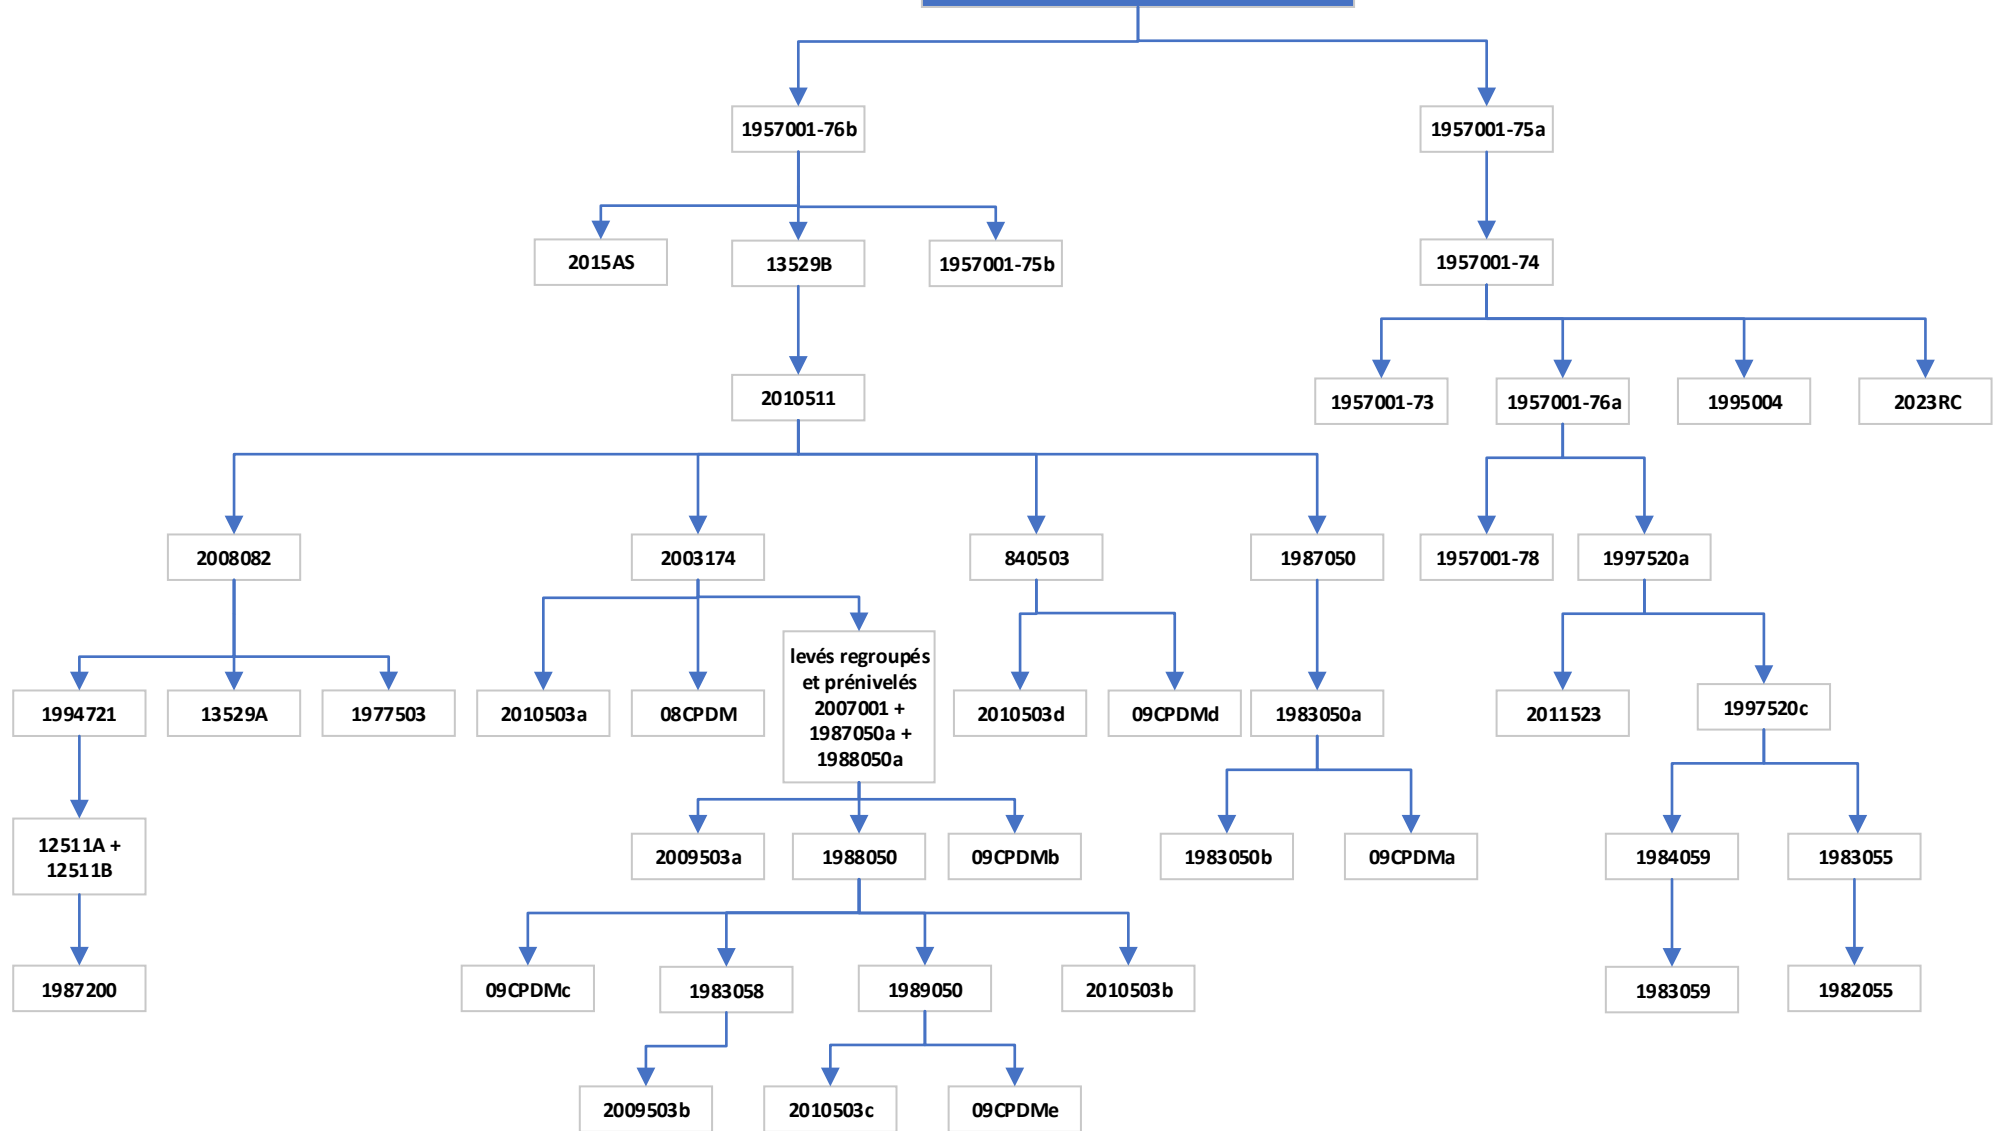 1957001-76b
1957001-75a
2015AS
13529B
1957001-75b
1957001-74
2010511
1957001-73
1957001-76a
1995004
2023RC
2008082
2003174
840503
1987050
1957001-78
1997520a
levés regroupés
et prénivelés
2007001 +
1987050a +
1988050a
1994721
13529A
1977503
2010503a
08CPDM
2010503d
09CPDMd
1983050a
2011523
1997520c
12511A +
12511B
2009503a
1988050
09CPDMb
1983050b
09CPDMa
1984059
1983055
1987200
09CPDMc
1983058
1989050
2010503b
1983059
1982055
2009503b
2010503c
09CPDMe